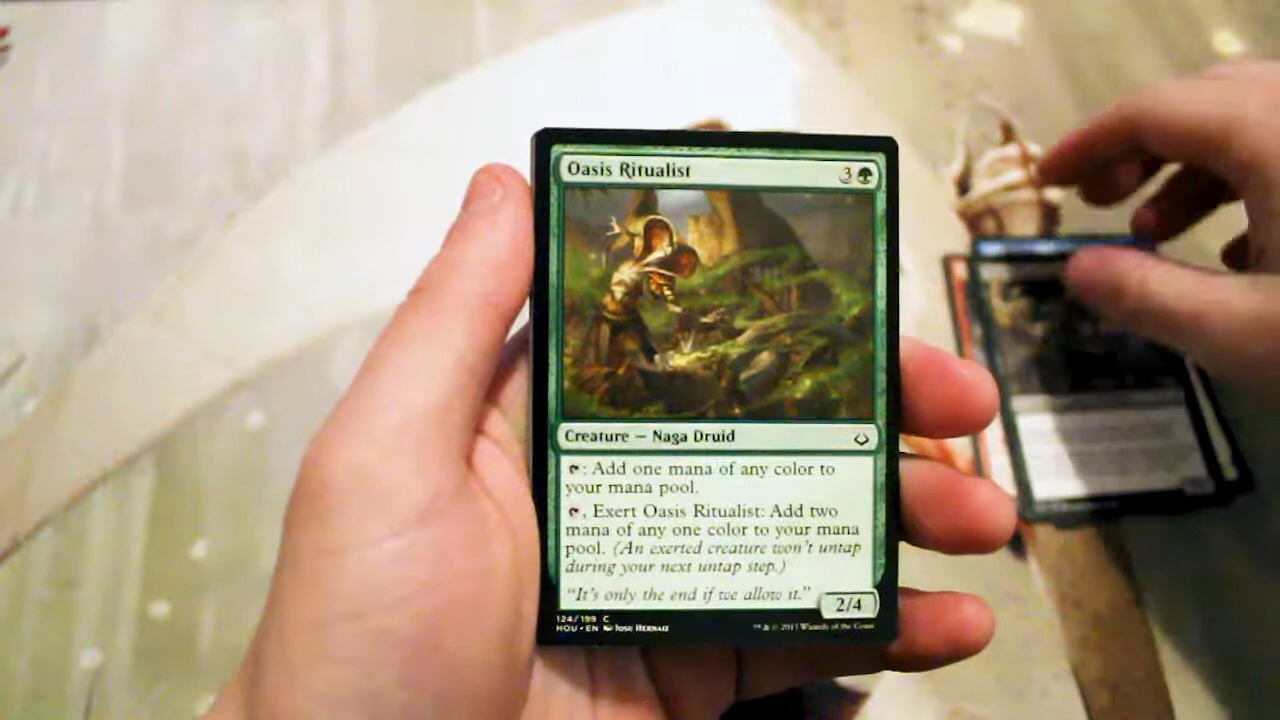 Oasis Ritualist 3
Creature — Naga Druid
: Add one mana of any color to
your mana pool.
, Exert Oasis Ritualist: Add two
mana of any one color to your mana
pool. (An exerted creature won't untap
during your next untap step.)
"It's only the end if we allow it."
2/4
124/199 C
HOU • EN
™ & © 2017 Wizards of the Coast